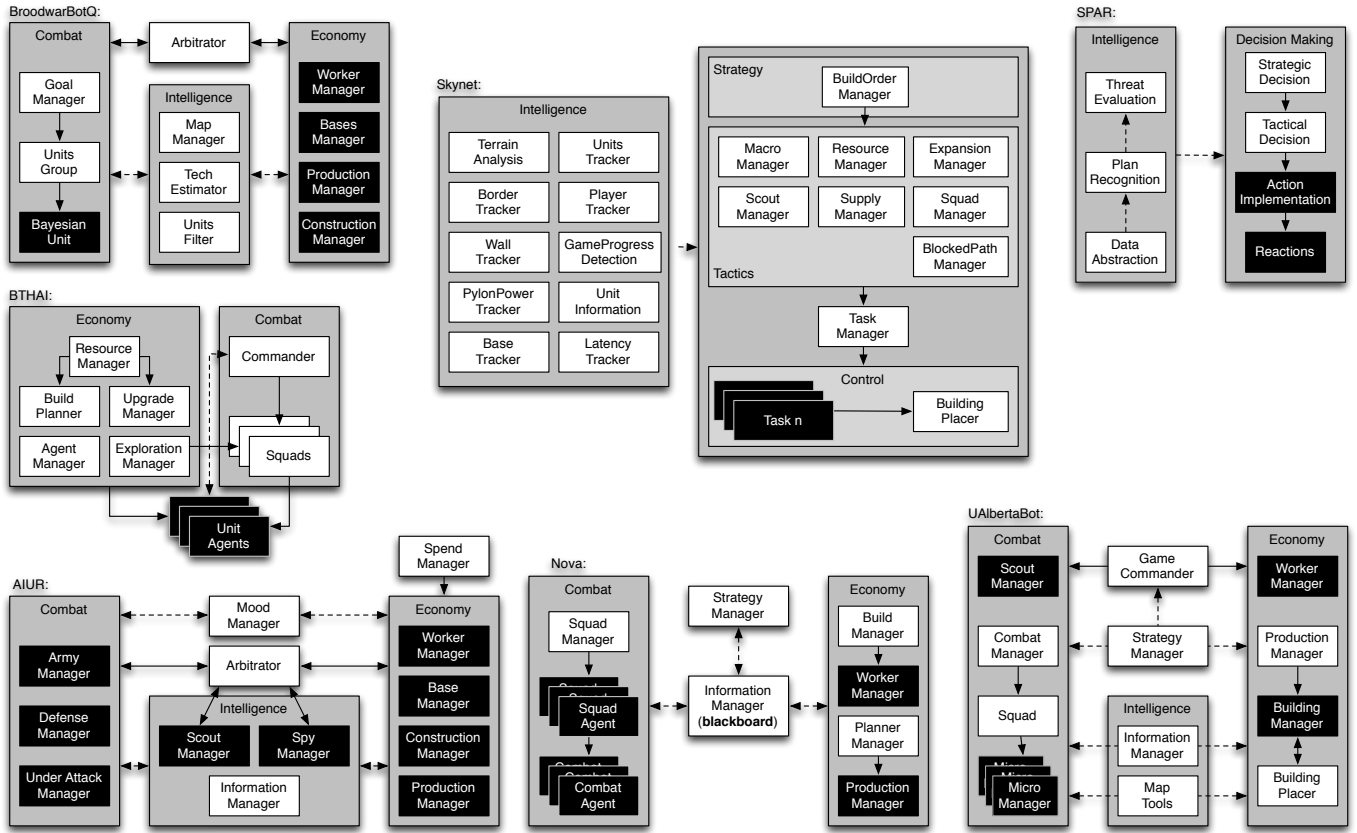 BroodwarBotQ:
Combat
Goal
Manager
Units
Group
Bayesian
Unit
Arbitrator
Intelligence
Map
Manager
Tech
Estimator
Units
Filter
Economy
Worker
Manager
Bases
Manager
Production
Manager
Construction
Manager
Skynet:
Intelligence
Terrain
Analysis
Units
Tracker
Border
Tracker
Player
Tracker
Wall
Tracker
GameProgress
Detection
PylonPower
Tracker
Unit
Information
Base
Tracker
Latency
Tracker
Strategy
BuildOrder
Manager
Macro
Manager
Resource
Manager
Expansion
Manager
Scout
Manager
Supply
Manager
Squad
Manager
BlockedPath
Manager
Tactics
Task
Manager
Control
Task n
Building
Placer
SPAR:
Intelligence
Threat
Evaluation
Plan
Recognition
Data
Abstraction
Decision Making
Strategic
Decision
Tactical
Decision
Action
Implementation
Reactions
BTHAI:
Economy
Resource
Manager
Build
Planner
Upgrade
Manager
Agent
Manager
Exploration
Manager
Combat
Commander
Squads
Unit
Agents
AIUR:
Combat
Army
Manager
Defense
Manager
Under Attack
Manager
Mood
Manager
Arbitrator
Intelligence
Scout
Manager
Spy
Manager
Information
Manager
Spend
Manager
Economy
Worker
Manager
Base
Manager
Construction
Manager
Production
Manager
Nova:
Combat
Squad
Manager
Squad
Agent
Combat
Agent
Strategy
Manager
Information
Manager
(blackboard)
Economy
Build
Manager
Worker
Manager
Planner
Manager
Production
Manager
UAlbertaBot:
Combat
Scout
Manager
Combat
Manager
Squad
Micro
Manager
Game
Commander
Strategy
Manager
Intelligence
Information
Manager
Map
Tools
Economy
Worker
Manager
Production
Manager
Building
Manager
Building
Placer